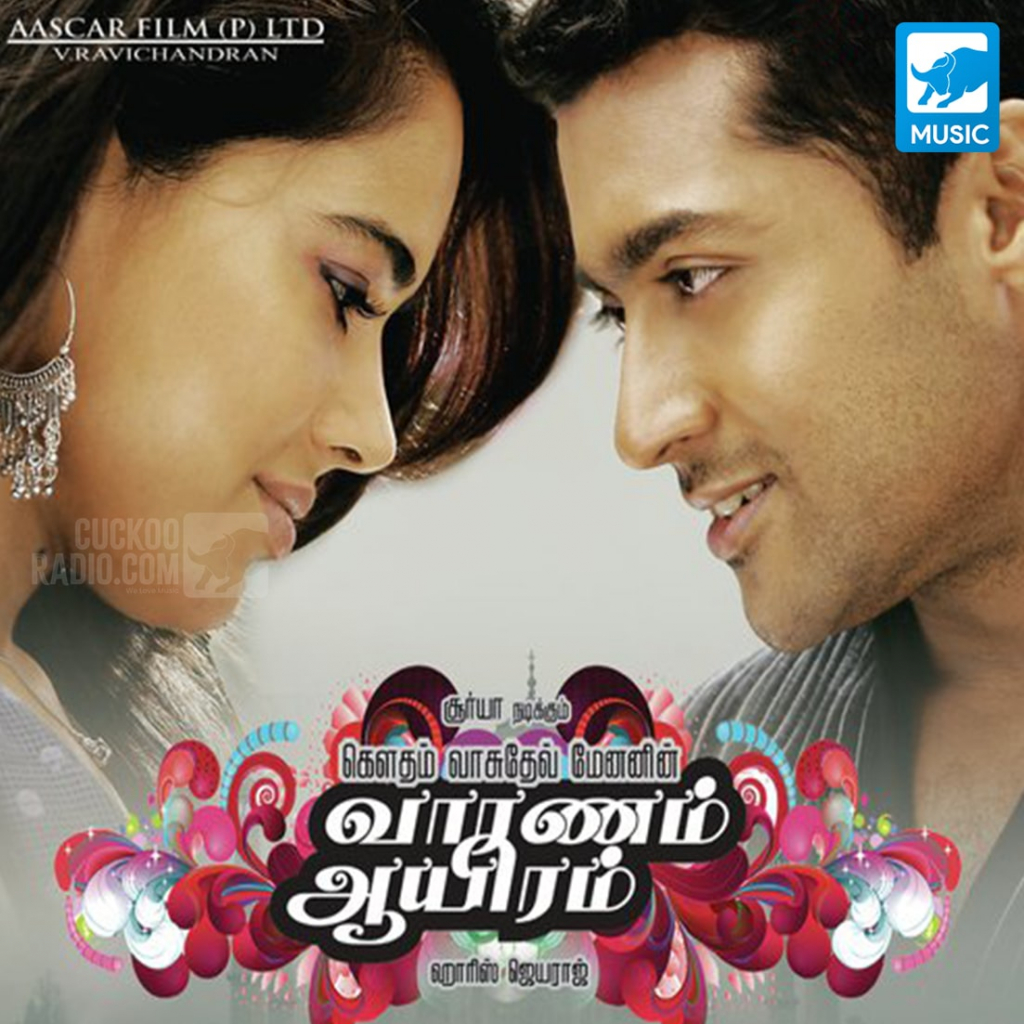 AASCAR FILM (P) LTD
V.RAVICHANDRAN
MUSIC
CUCKOO
RADIO.COM
சூர்யா நடிக்கும்
கௌதம் வாசுதேவ் மேனனின்
வாரணம்
ஆயிரம்
ஹாரிஸ் ஜெயராஜ்